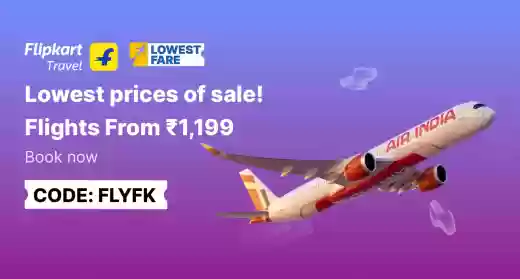 Flipkart
Travel
LOWEST
FARE
Lowest prices of sale!
Flights From ₹1,199
Book now
CODE: FLYFK
AIR INDIA